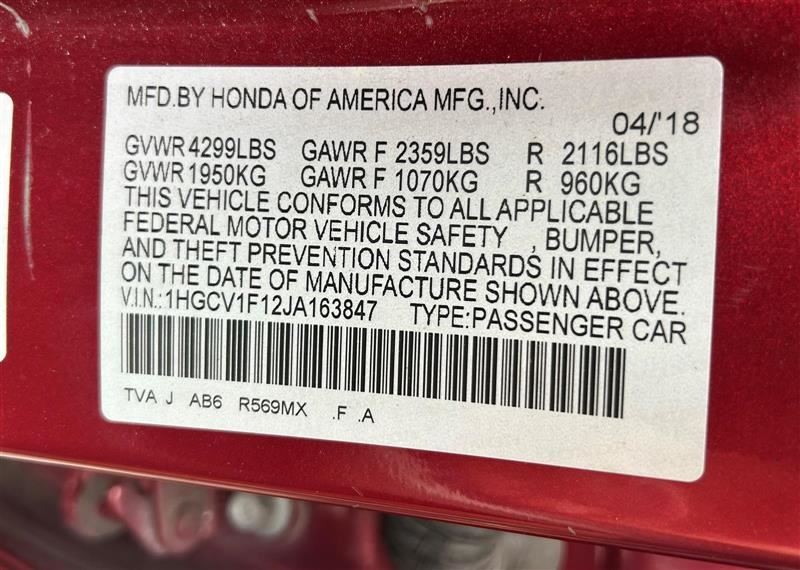 MFD.BY HONDA OF AMERICA MFG.,INC.
04/'18
GVWR 4299LBS GAWR F 2359LBS R 2116LBS
GVWR 1950KG GAWR F 1070KG R 960KG
THIS VEHICLE CONFORMS TO ALL APPLICABLE
FEDERAL MOTOR VEHICLE SAFETY , BUMPER,
AND THEFT PREVENTION STANDARDS IN EFFECT
ON THE DATE OF MANUFACTURE SHOWN ABOVE.
V.I.N.:1HGCV1F12JA163847 TYPE:PASSENGER CAR
TVA J AB6 R569MX .F .A